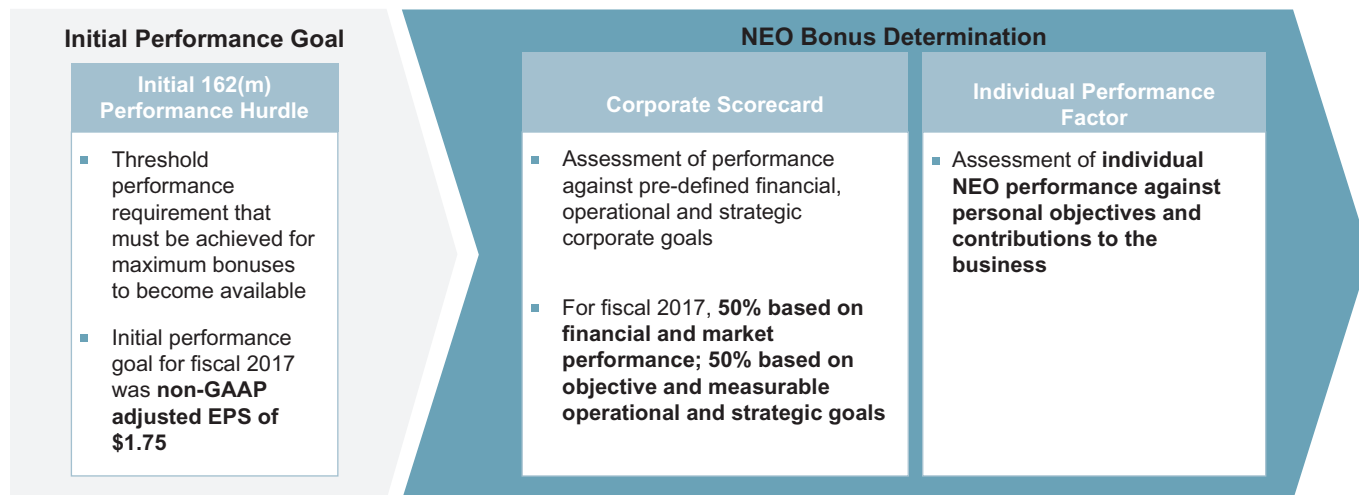 Initial Performance Goal
Initial 162(m)
Performance Hurdle
▪ Threshold
performance
requirement that
must be achieved for
maximum bonuses
to become available
▪ Initial performance
goal for fiscal 2017
was non-GAAP
adjusted EPS of
$1.75
NEO Bonus Determination
Corporate Scorecard
▪ Assessment of performance
against pre-defined financial,
operational and strategic
corporate goals
▪ For fiscal 2017, 50% based on
financial and market
performance; 50% based on
objective and measurable
operational and strategic goals
Individual Performance
Factor
▪ Assessment of individual
NEO performance against
personal objectives and
contributions to the
business